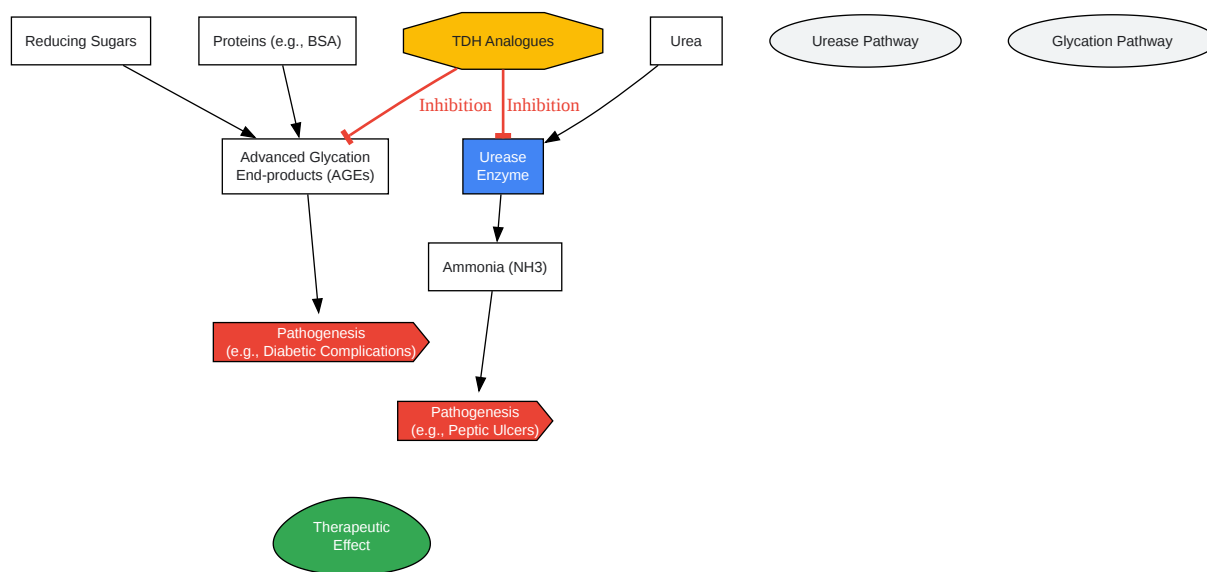 Reducing Sugars
Proteins (e.g., BSA)
TDH Analogues
Urea
Urease Pathway
Glycation Pathway
Inhibition
Inhibition
Advanced Glycation
End-products (AGEs)
Urease
Enzyme
Ammonia (NH3)
Pathogenesis
(e.g., Diabetic Complications)
Pathogenesis
(e.g., Peptic Ulcers)
Therapeutic
Effect